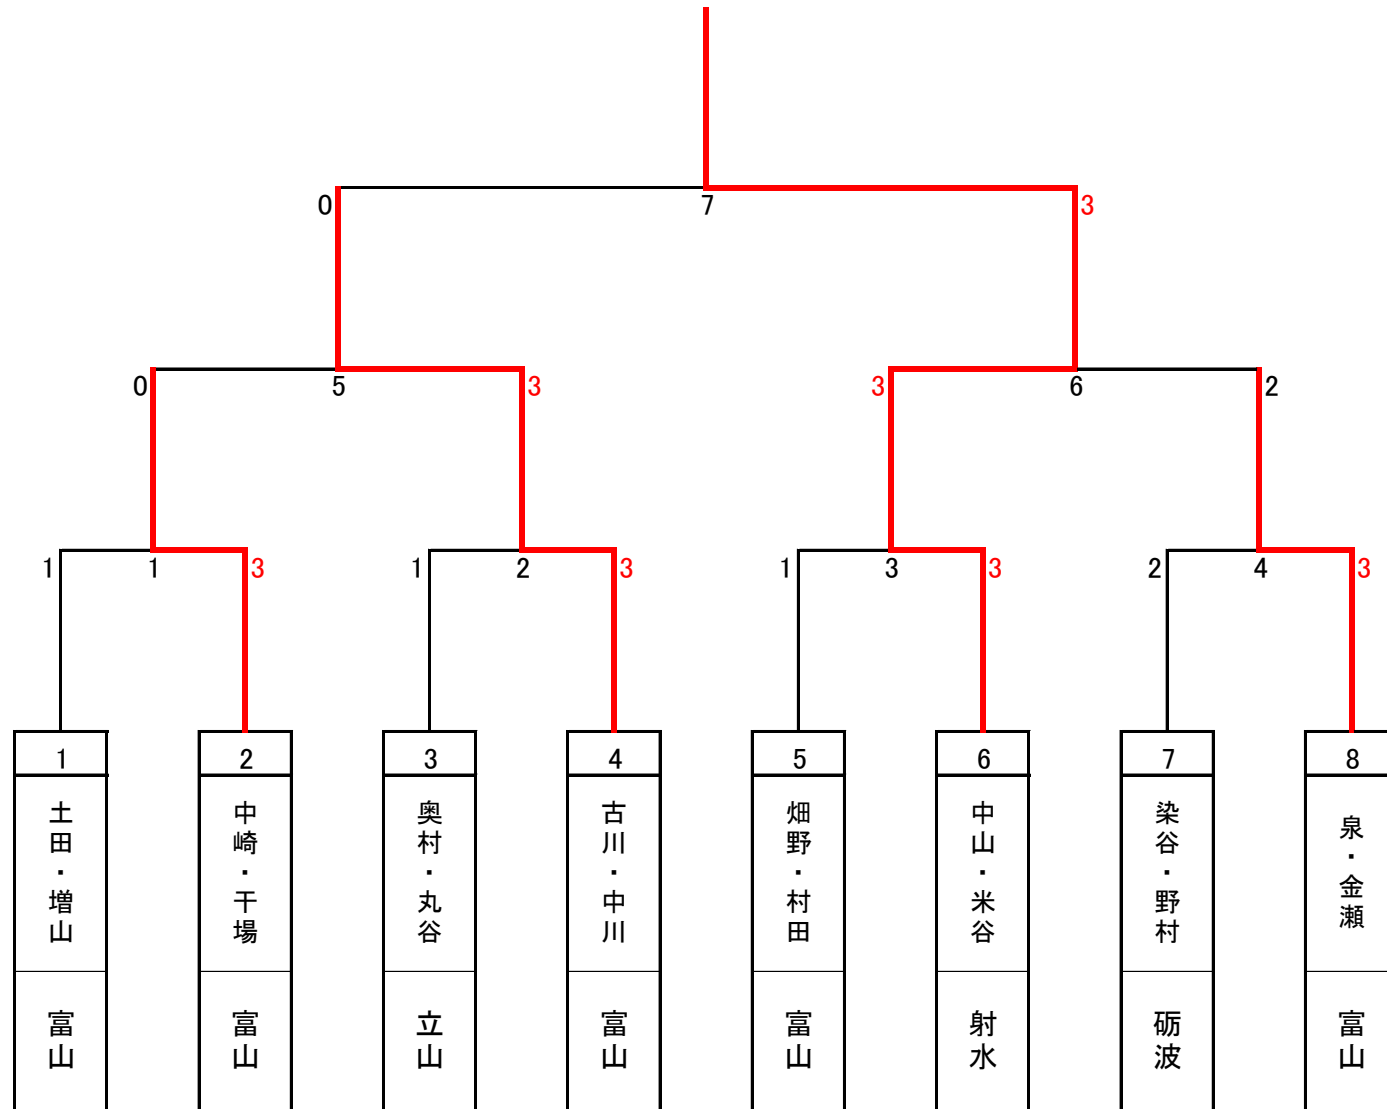 0 7 3
0 5 3 3 6 2
1 1 3 1 2 3 1 3 3 2 4 3
1 2 3 4 5 6 7 8
土田・増山
中崎・干場
奥村・丸谷
古川・中川
畑野・村田
中山・米谷
染谷・野村
泉・金瀬
富山
富山
立山
富山
富山
射水
砺波
富山